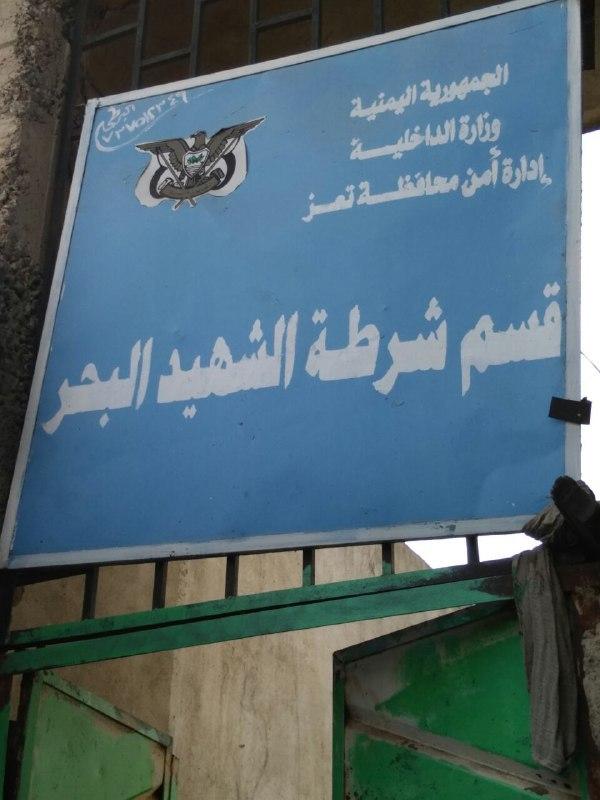 الجمهورية اليمنية
وزارة الداخلية
إدارة أمن محافظة تعز
قسم شرطة الشهيد البحر